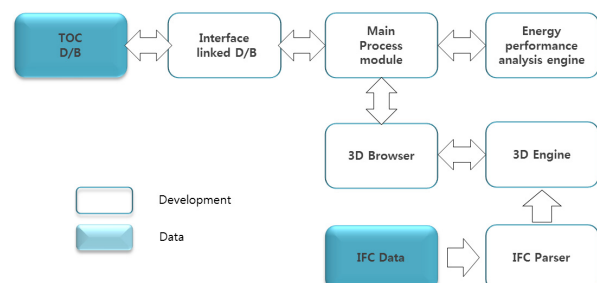 TOC
D/B
Interface
linked D/B
Main
Process
module
Energy
performance
analysis engine
3D Browser
3D Engine
Development
Data
IFC Data
IFC Parser